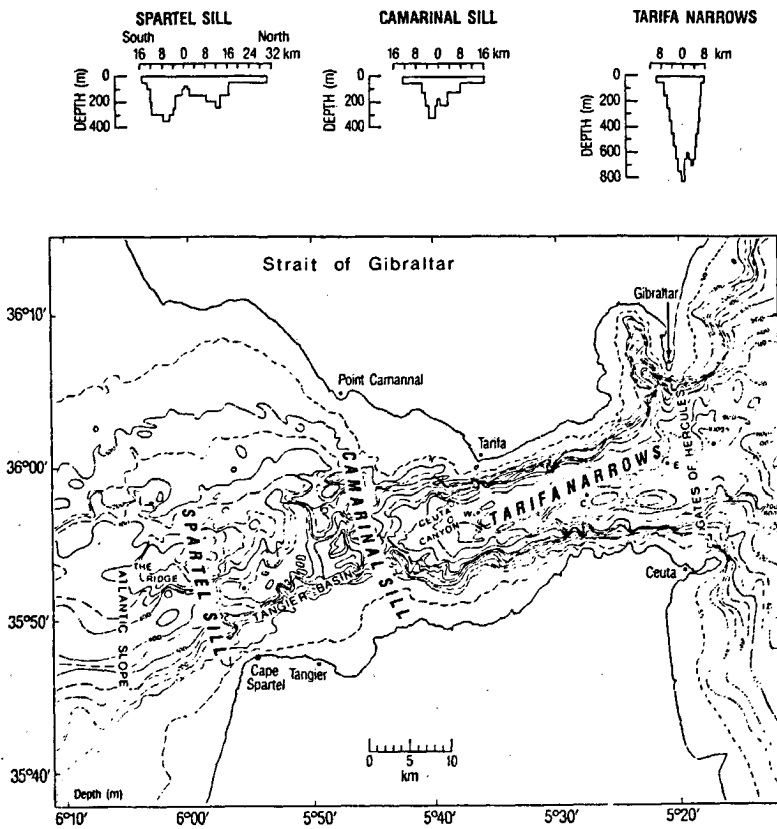 SPARTEL SILL
South North
16 8 0 8 16 24 32 km
DEPTH (m)
0
200
400
CAMARINAL SILL
16 8 0 8 16 km
DEPTH (m)
0
200
400
TARIFA NARROWS
8 0 8 km
DEPTH (m)
0
200
400
600
800
Strait of Gibraltar
Gibraltar
36°10'
Point Camannal
Tarifa
36°00'
CAMARINAL SILL
SPARTEL SILL
TARIFA NARROWS
GATES OF HERCULES
E
C
W
CEUTA
CANYON W.
THE
RIDGE
ATLANTIC SLOPE
TANGIER BASIN
35°50'
Ceuta
Cape
Spartel
Tangier
0 5 10
km
35°40'
Depth (m)
6°10' 6°00' 5°50' 5°40' 5°30' 5°20'